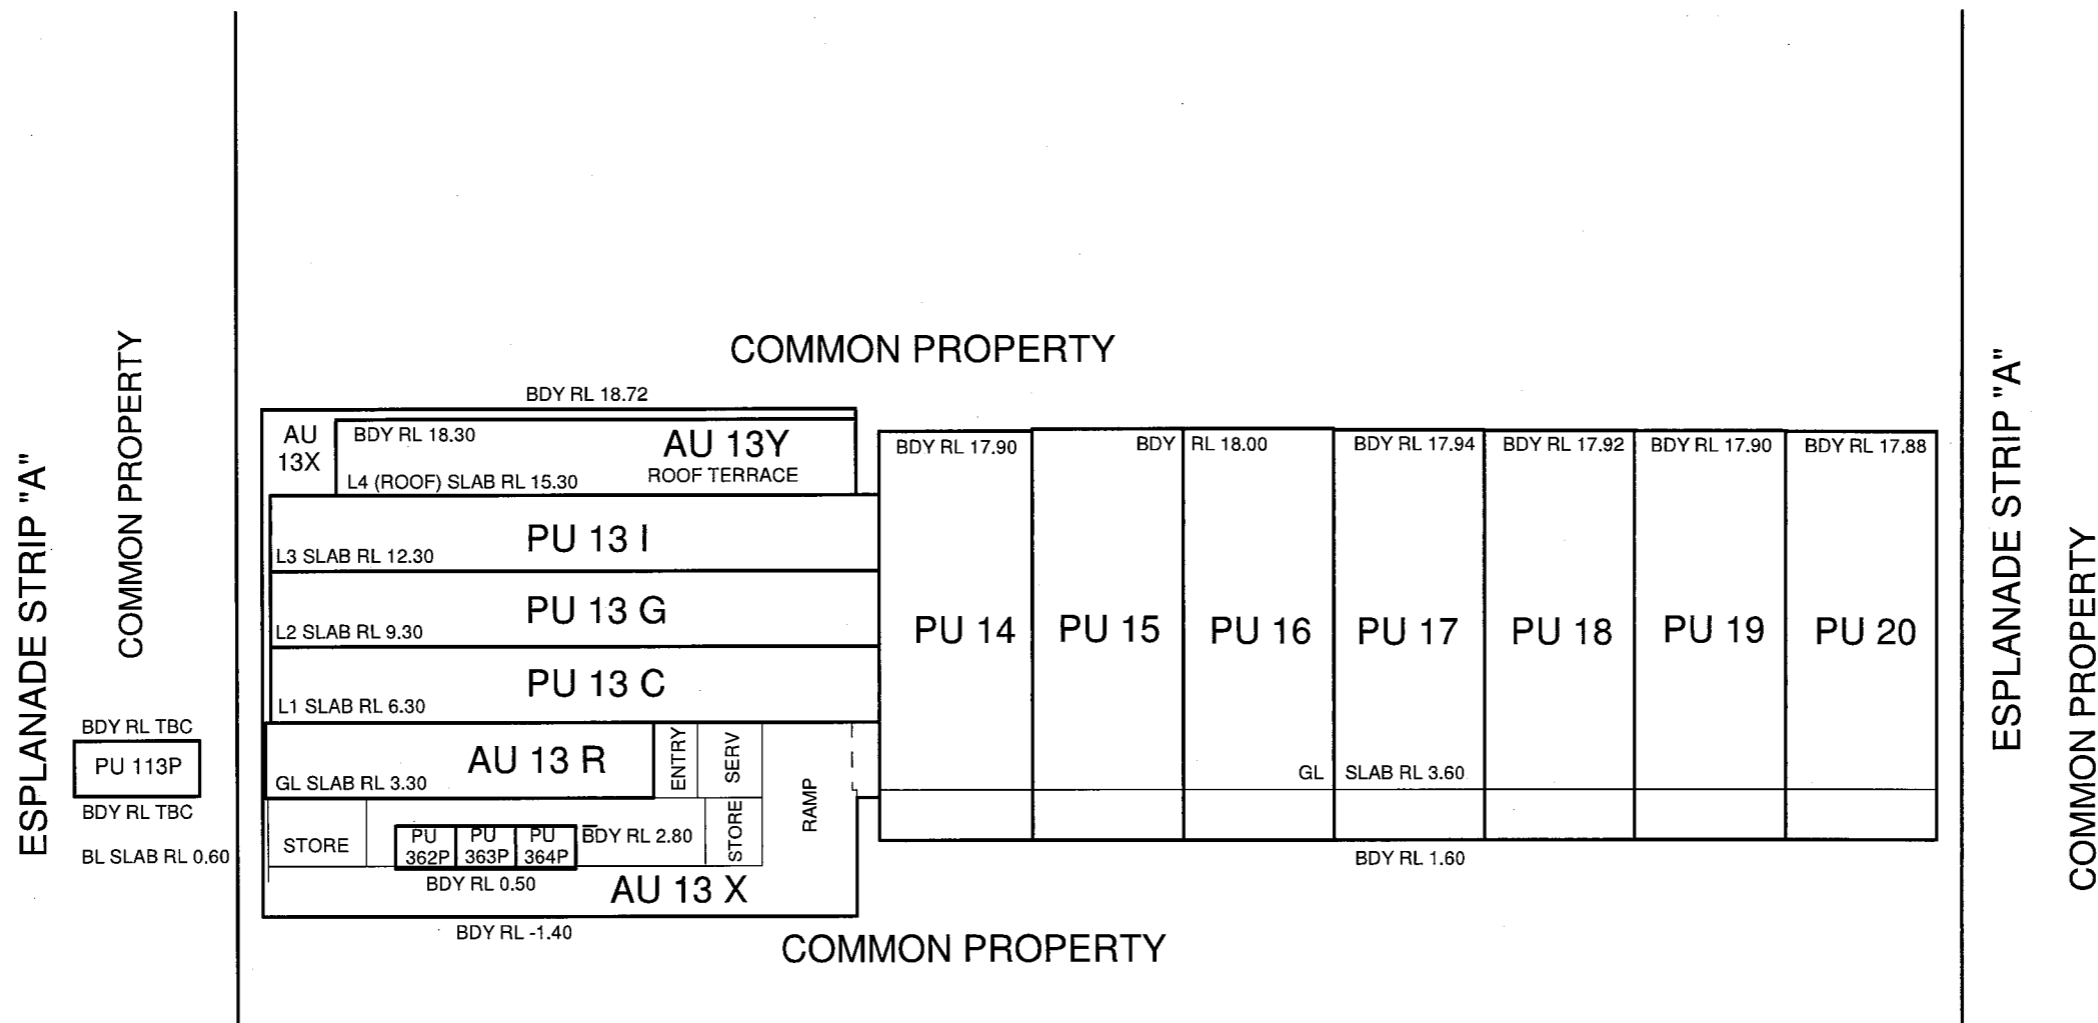 COMMON PROPERTY
BDY RL 18.72
AU
13X
BDY RL 18.30
AU 13Y
ROOF TERRACE
L4 (ROOF) SLAB RL 15.30
PU 13 I
L3 SLAB RL 12.30
PU 13 G
L2 SLAB RL 9.30
PU 13 C
L1 SLAB RL 6.30
AU 13 R
GL SLAB RL 3.30
ENTRY
SERV
RAMP
STORE
PU
362P
PU
363P
PU
364P
BDY RL 2.80
STORE
BDY RL 0.50
AU 13 X
BDY RL -1.40
BDY RL 17.90
BDY RL 18.00
BDY RL 17.94
BDY RL 17.92
BDY RL 17.90
BDY RL 17.88
PU 14
PU 15
PU 16
PU 17
PU 18
PU 19
PU 20
GL SLAB RL 3.60
BDY RL 1.60
COMMON PROPERTY
ESPLANADE STRIP "A"
COMMON PROPERTY
BDY RL TBC
PU 113P
BDY RL TBC
BL SLAB RL 0.60
ESPLANADE STRIP "A"
COMMON PROPERTY